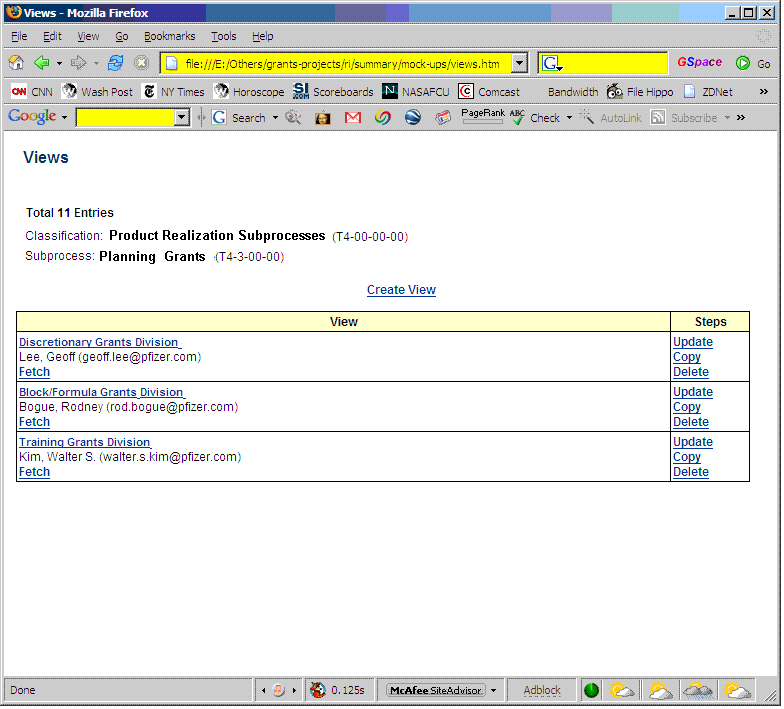 Views - Mozilla Firefox
File Edit View Go Bookmarks Tools Help
file:///E:/Others/grants-projects/ri/summary/mock-ups/views.htm G GSpace Go
CNN CNN Wash Post T NY Times Horoscope SI Scoreboards N NASAFCU C Comcast Bandwidth File Hippo ZDNet »
Google G Search PageRank ABC Check AutoLink Subscribe »
Views
Total 11 Entries
Classification: Product Realization Subprocesses (T4-00-00-00)
Subprocess: Planning Grants (T4-3-00-00)
Create View
View Steps
Discretionary Grants Division Update
Lee, Geoff (geoff.lee@pfizer.com) Copy
Fetch Delete
Block/Formula Grants Division Update
Bogue, Rodney (rod.bogue@pfizer.com) Copy
Fetch Delete
Training Grants Division Update
Kim, Walter S. (walter.s.kim@pfizer.com) Copy
Fetch Delete
Done 0.125s McAfee SiteAdvisor Adblock